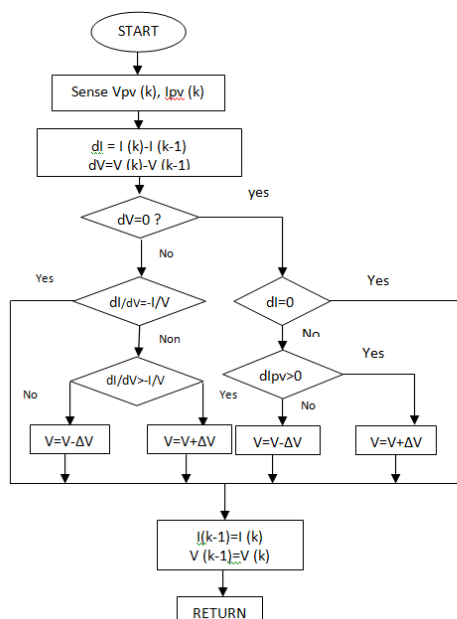 START
Sense Vpv (k), Ipv (k)
dI = I (k)-I (k-1)
dV=V (k)-V (k-1)
yes
dV=0 ?
No
Yes
Yes
dI/dV=-I/V
dI=0
Non
No
Yes
dI/dV>-I/V
dIpv>0
No
Yes
No
V=V-ΔV
V=V+ΔV
V=V-ΔV
V=V+ΔV
I(k-1)=I (k)
V (k-1)=V (k)
RETURN